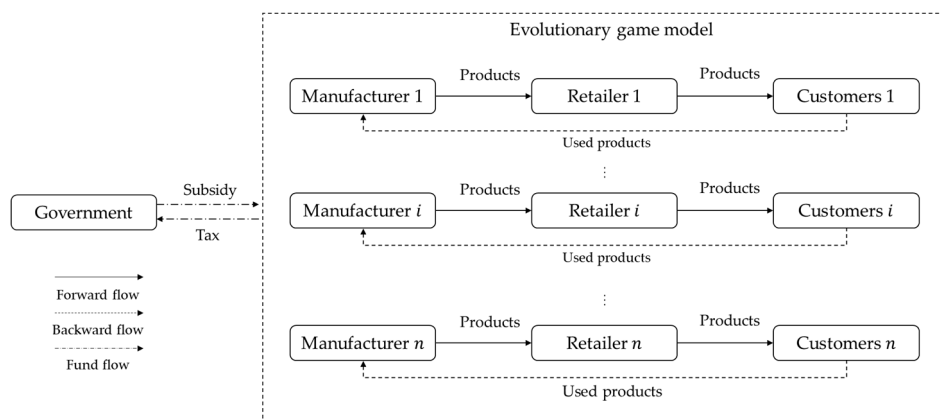 Evolutionary game model
Products Products
Manufacturer 1 Retailer 1 Customers 1
Used products
⋮
Subsidy
Products Products
Government Manufacturer i Retailer i Customers i
Tax
Used products
Forward flow
⋮
Backward flow
Products Products
Manufacturer n Retailer n Customers n
Fund flow
Used products